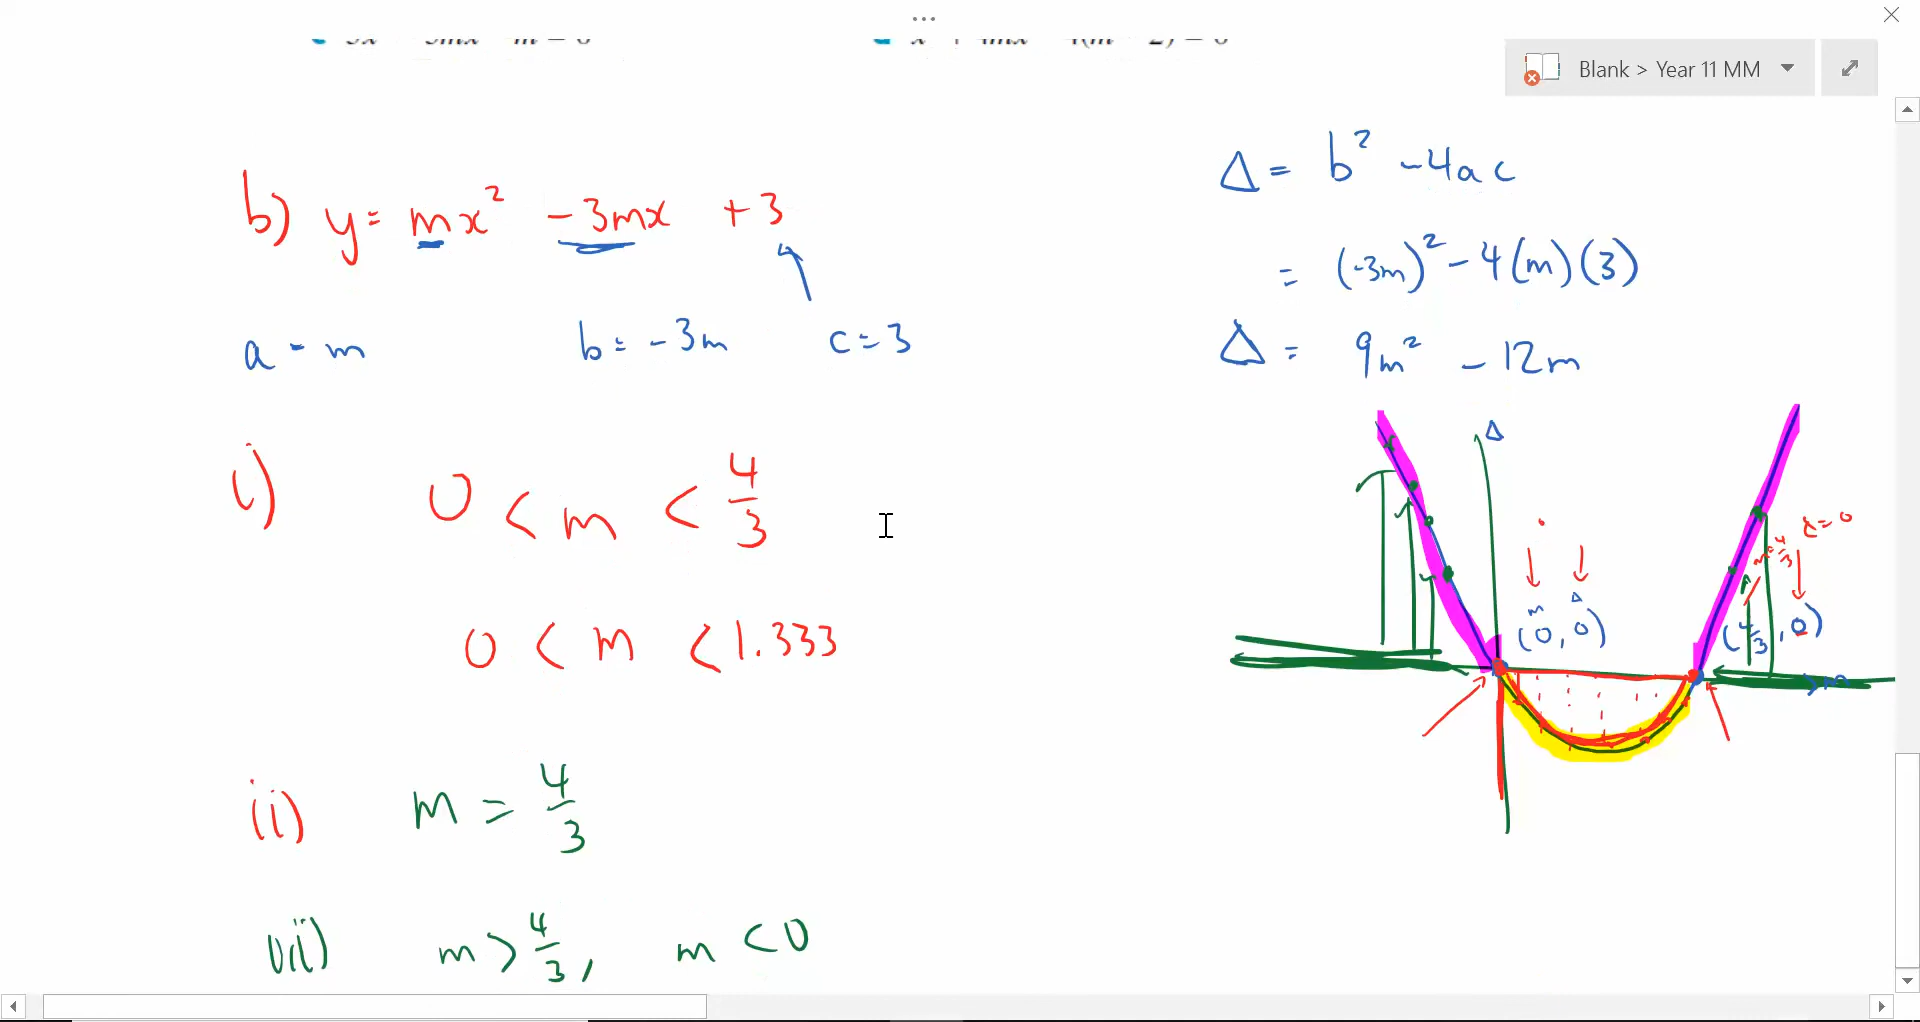 Blank > Year 11 MM
b) y = mx² - 3mx + 3
a = m b = -3m c = 3
i) 0 < m < 4/3
0 < m < 1.333
ii) m = 4/3
iii) m > 4/3, m < 0
Δ = b² - 4ac
= (-3m)² - 4(m)(3)
Δ = 9m² - 12m
Δ
m Δ
(0, 0)
(4/3, 0)
m